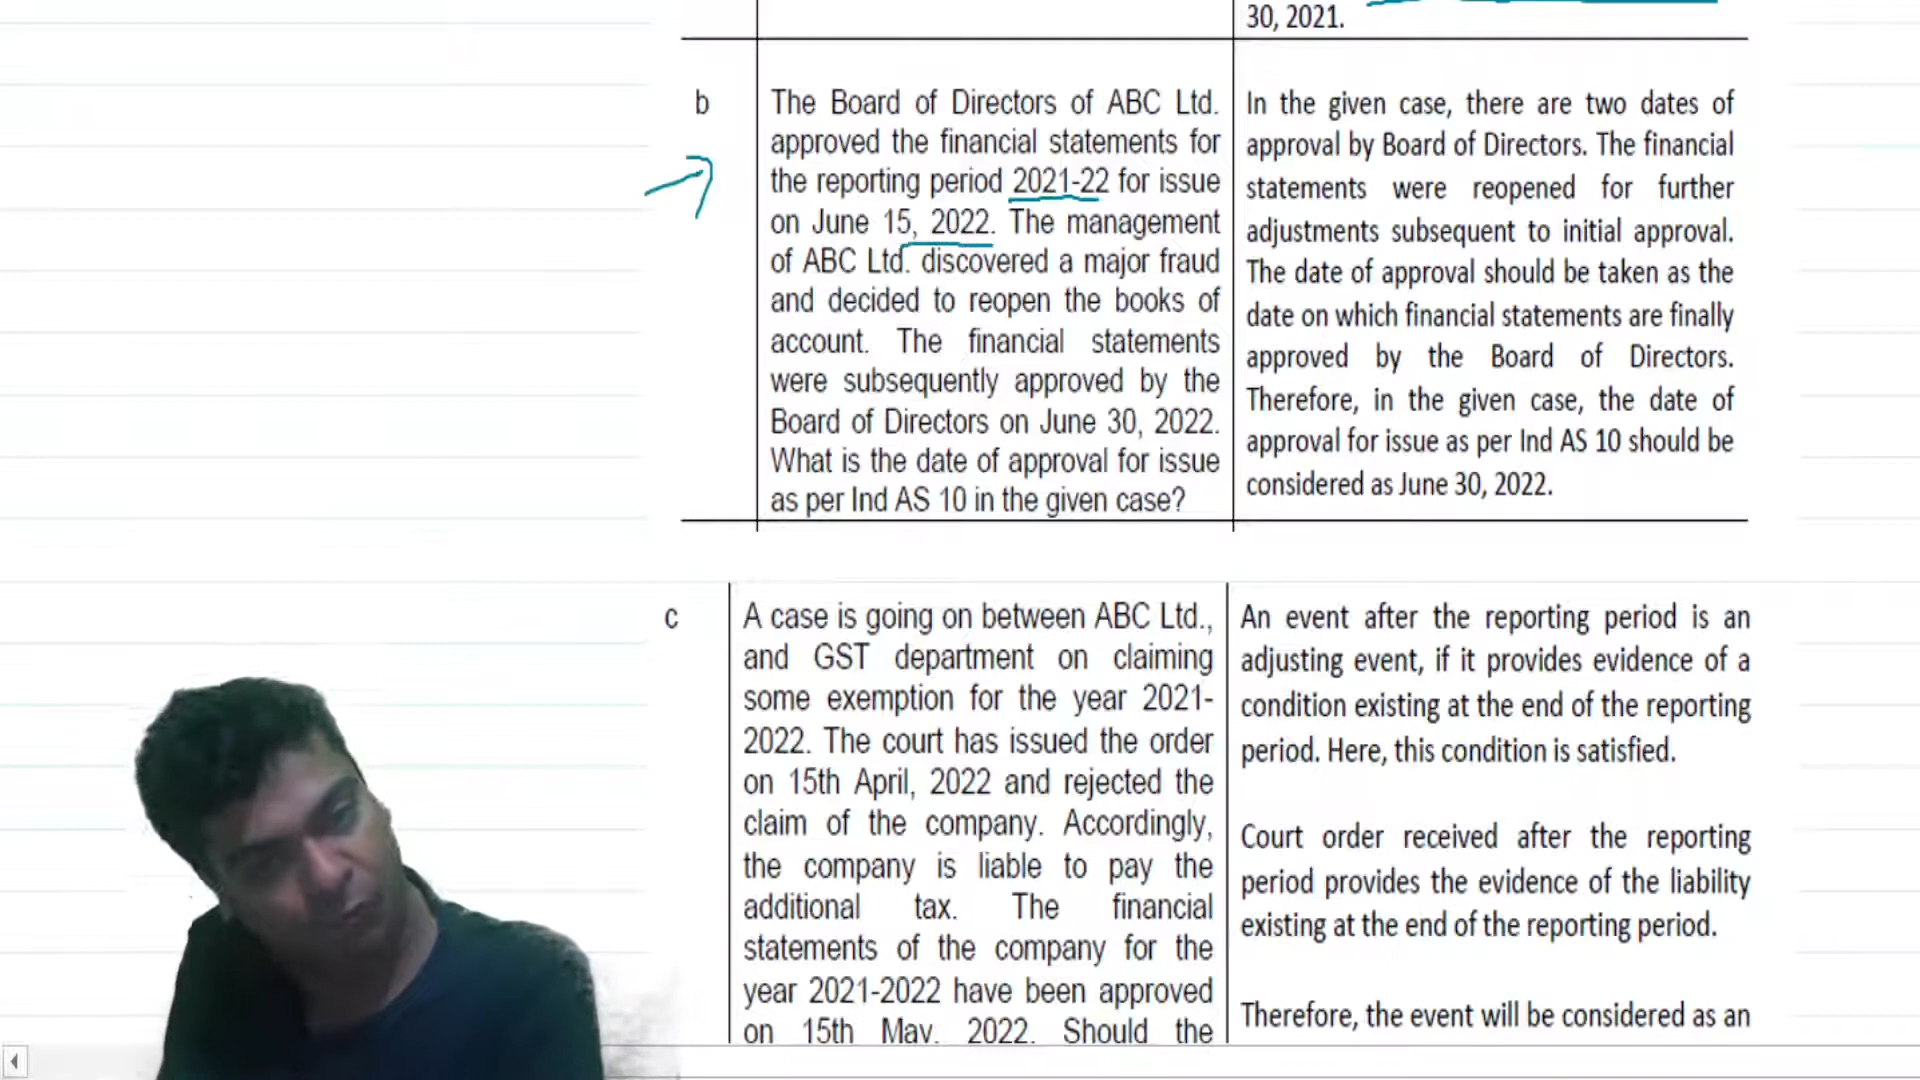 30, 2021.
b
The Board of Directors of ABC Ltd.
approved the financial statements for
the reporting period 2021-22 for issue
on June 15, 2022. The management
of ABC Ltd. discovered a major fraud
and decided to reopen the books of
account. The financial statements
were subsequently approved by the
Board of Directors on June 30, 2022.
What is the date of approval for issue
as per Ind AS 10 in the given case?
In the given case, there are two dates of
approval by Board of Directors. The financial
statements were reopened for further
adjustments subsequent to initial approval.
The date of approval should be taken as the
date on which financial statements are finally
approved by the Board of Directors.
Therefore, in the given case, the date of
approval for issue as per Ind AS 10 should be
considered as June 30, 2022.
c
A case is going on between ABC Ltd.,
and GST department on claiming
some exemption for the year 2021-
2022. The court has issued the order
on 15th April, 2022 and rejected the
claim of the company. Accordingly,
the company is liable to pay the
additional tax. The financial
statements of the company for the
year 2021-2022 have been approved
on 15th May, 2022. Should the
An event after the reporting period is an
adjusting event, if it provides evidence of a
condition existing at the end of the reporting
period. Here, this condition is satisfied.
Court order received after the reporting
period provides the evidence of the liability
existing at the end of the reporting period.
Therefore, the event will be considered as an